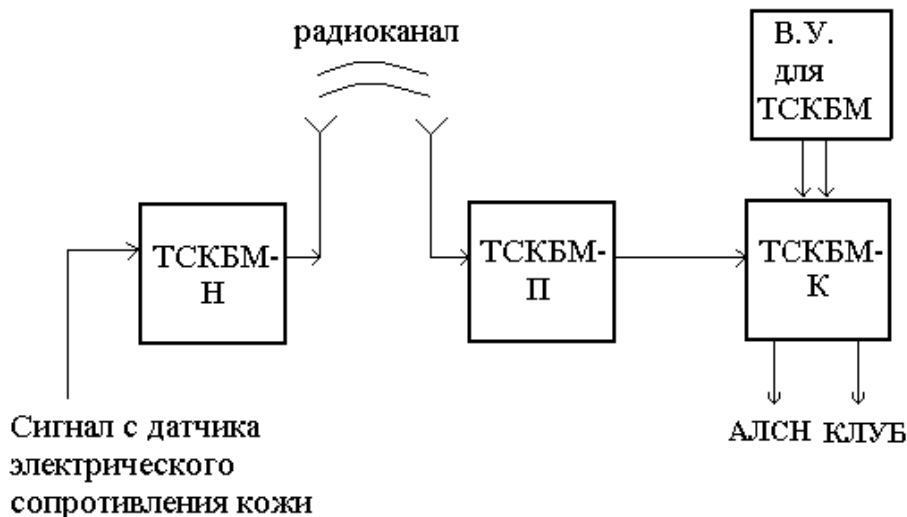 радиоканал
В.У.
для
ТСКБМ
ТСКБМ-
Н
ТСКБМ-
П
ТСКБМ-
К
АЛСН КЛУБ
Сигнал с датчика
электрического
сопротивления кожи